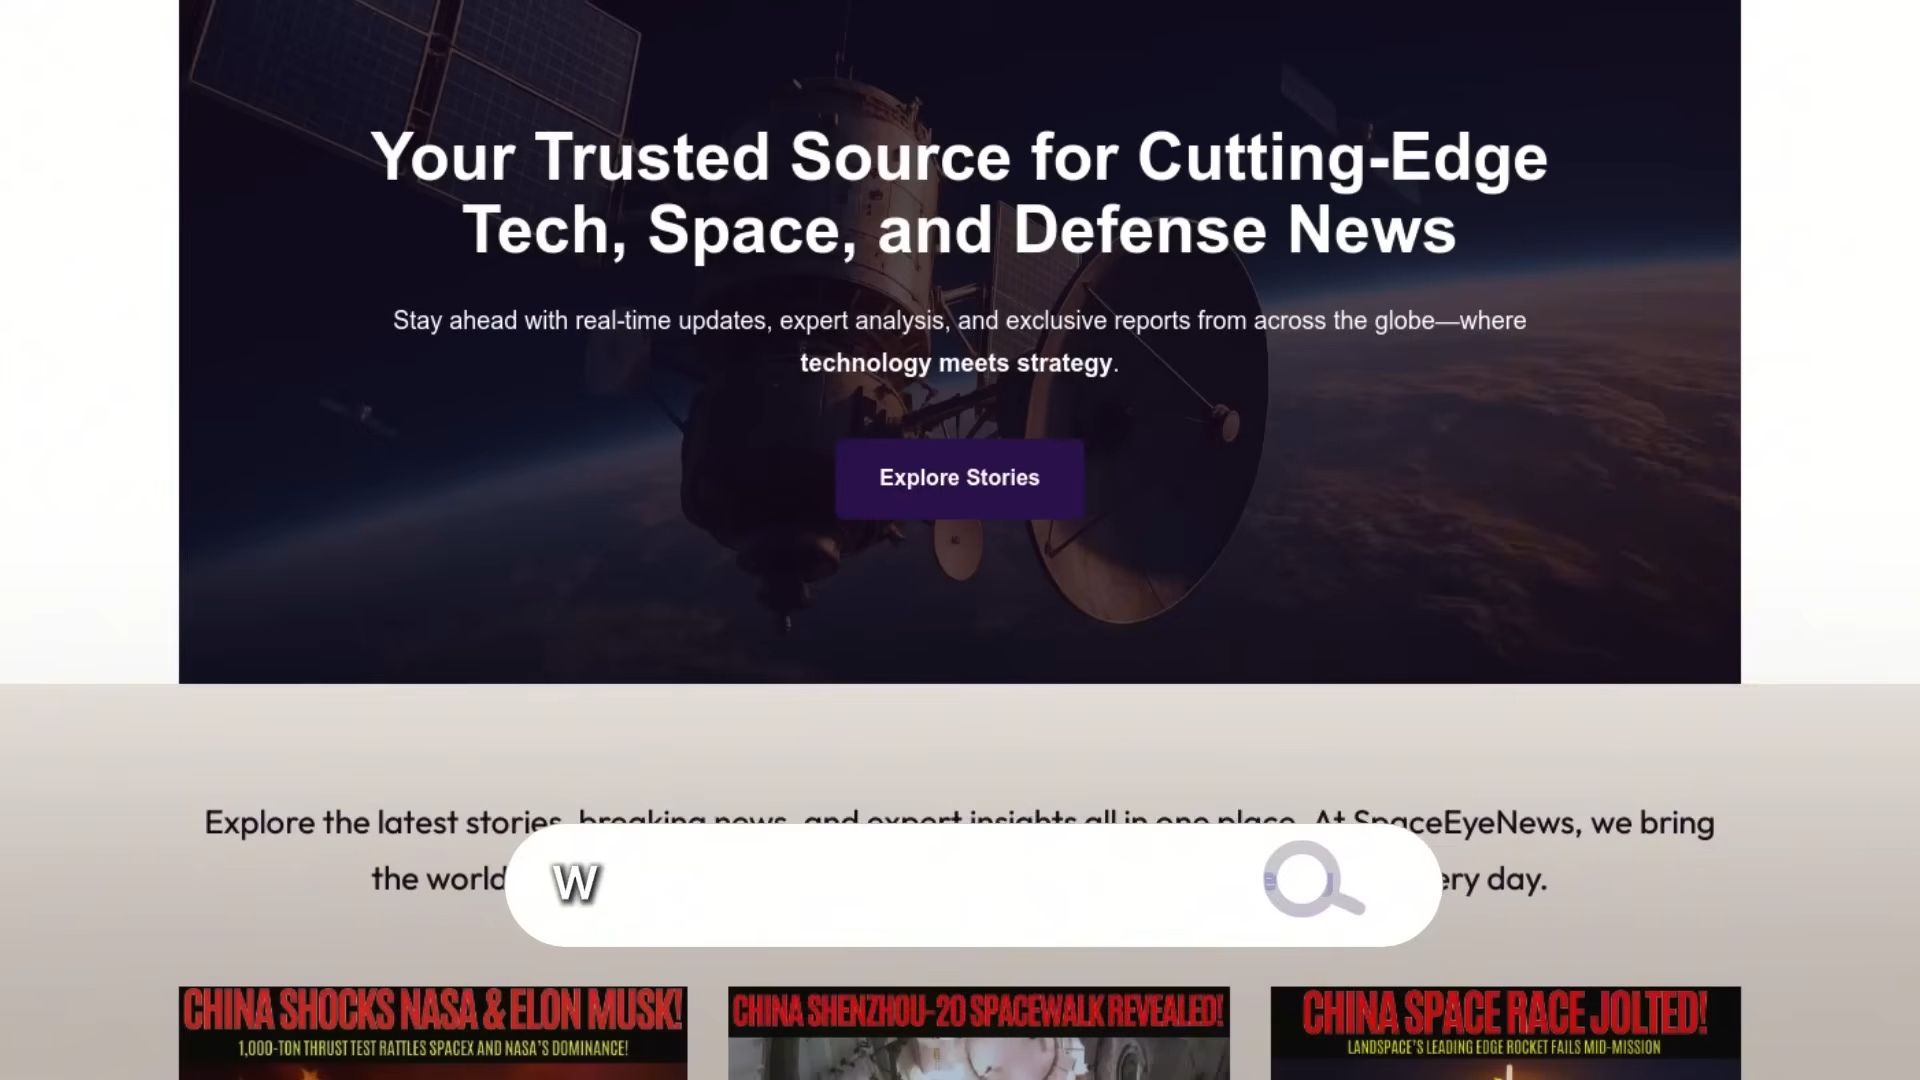 Your Trusted Source for Cutting-Edge
Tech, Space, and Defense News
Stay ahead with real-time updates, expert analysis, and exclusive reports from across the globe—where
technology meets strategy.
Explore Stories
Explore the latest stories, breaking news, and expert insights all in one place. At SpaceEyeNews, we bring
the world ery day.
W
CHINA SHOCKS NASA & ELON MUSK!
1,000-TON THRUST TEST RATTLES SPACEX AND NASA'S DOMINANCE!
CHINA SHENZHOU-20 SPACEWALK REVEALED!
CHINA SPACE RACE JOLTED!
LANDSPACE'S LEADING EDGE ROCKET FAILS MID-MISSION